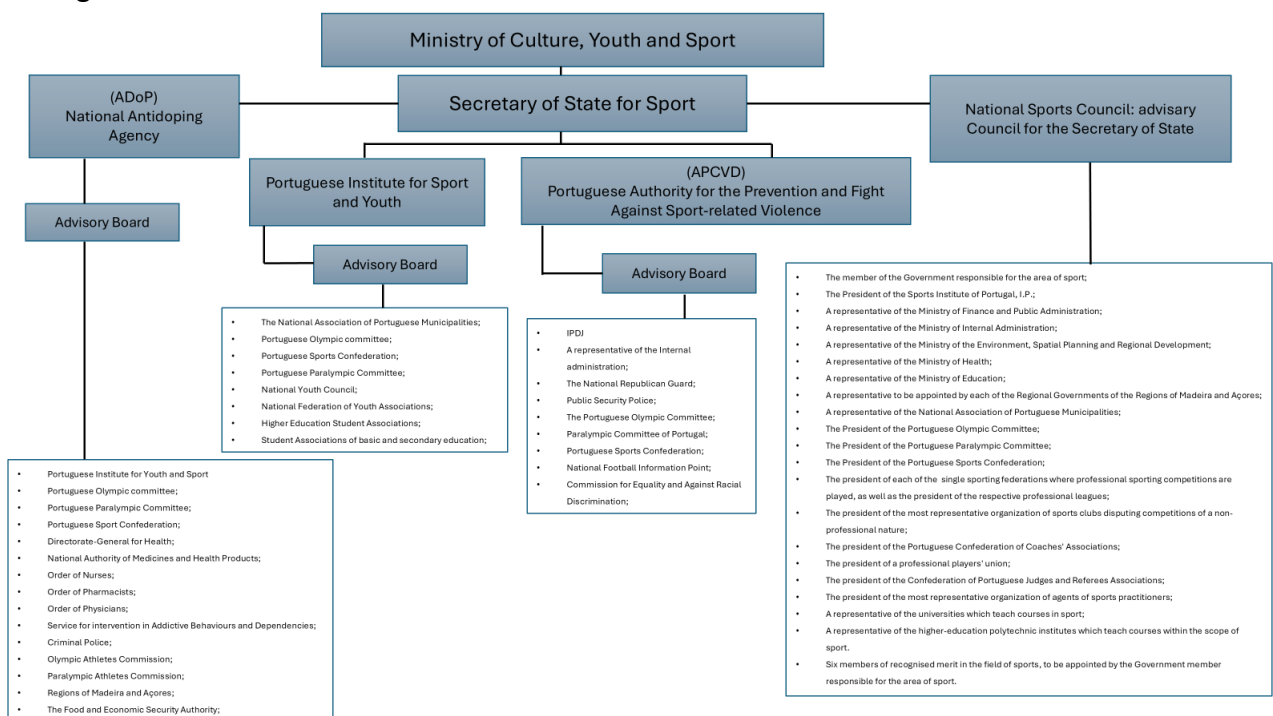 Ministry of Culture, Youth and Sport
(ADoP)
National Antidoping
Agency
Secretary of State for Sport
National Sports Council: advisary
Council for the Secretary of State
Portuguese Institute for Sport
and Youth
(APCVD)
Portuguese Authority for the Prevention and Fight
Against Sport-related Violence
Advisory Board
Advisory Board
Advisory Board
• The National Association of Portuguese Municipalities;
• Portuguese Olympic committee;
• Portuguese Sports Confederation;
• Portuguese Paralympic Committee;
• National Youth Council;
• National Federation of Youth Associations;
• Higher Education Student Associations;
• Student Associations of basic and secondary education;
• IPDJ
• A representative of the Internal
administration;
• The National Republican Guard;
• Public Security Police;
• The Portuguese Olympic Committee;
• Paralympic Committee of Portugal;
• Portuguese Sports Confederation;
• National Football Information Point;
• Commission for Equality and Against Racial
Discrimination;
• The member of the Government responsible for the area of sport;
• The President of the Sports Institute of Portugal, I.P.;
• A representative of the Ministry of Finance and Public Administration;
• A representative of the Ministry of Internal Administration;
• A representative of the Ministry of the Environment, Spatial Planning and Regional Development;
• A representative of the Ministry of Health;
• A representative of the Ministry of Education;
• A representative to be appointed by each of the Regional Governments of the Regions of Madeira and Açores;
• A representative of the National Association of Portuguese Municipalities;
• The President of the Portuguese Olympic Committee;
• The President of the Portuguese Paralympic Committee;
• The President of the Portuguese Sports Confederation;
• The president of each of the single sporting federations where professional sporting competitions are
played, as well as the president of the respective professional leagues;
• The president of the most representative organization of sports clubs disputing competitions of a non-
professional nature;
• The president of the Portuguese Confederation of Coaches' Associations;
• The president of a professional players' union;
• The president of the Confederation of Portuguese Judges and Referees Associations;
• The president of the most representative organization of agents of sports practitioners;
• A representative of the universities which teach courses in sport;
• A representative of the higher-education polytechnic institutes which teach courses within the scope of
sport.
• Six members of recognised merit in the field of sports, to be appointed by the Government member
responsible for the area of sport.
• Portuguese Institute for Youth and Sport
• Portuguese Olympic committee;
• Portuguese Paralympic Committee;
• Portuguese Sport Confederation;
• Directorate-General for Health;
• National Authority of Medicines and Health Products;
• Order of Nurses;
• Order of Pharmacists;
• Order of Physicians;
• Service for intervention in Addictive Behaviours and Dependencies;
• Criminal Police;
• Olympic Athletes Commission;
• Paralympic Athletes Commission;
• Regions of Madeira and Açores;
• The Food and Economic Security Authority;